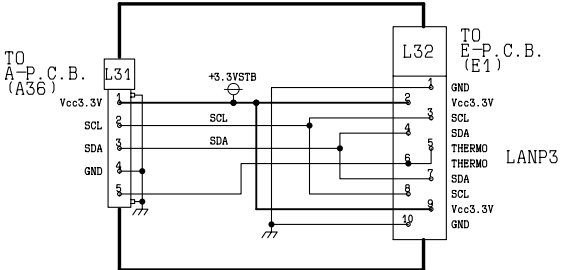 TO
A-P.C.B.
(A36)
L31
1
Vcc3.3V
2
SCL
3
SDA
4
GND
5
+3.3VSTB
SCL
SDA
TO
E-P.C.B.
(E1)
L32
1 GND
2 Vcc3.3V
3 SCL
4 SDA
5 THERMO
6 THERMO
7 SDA
8 SCL
9 Vcc3.3V
10 GND
LANP3